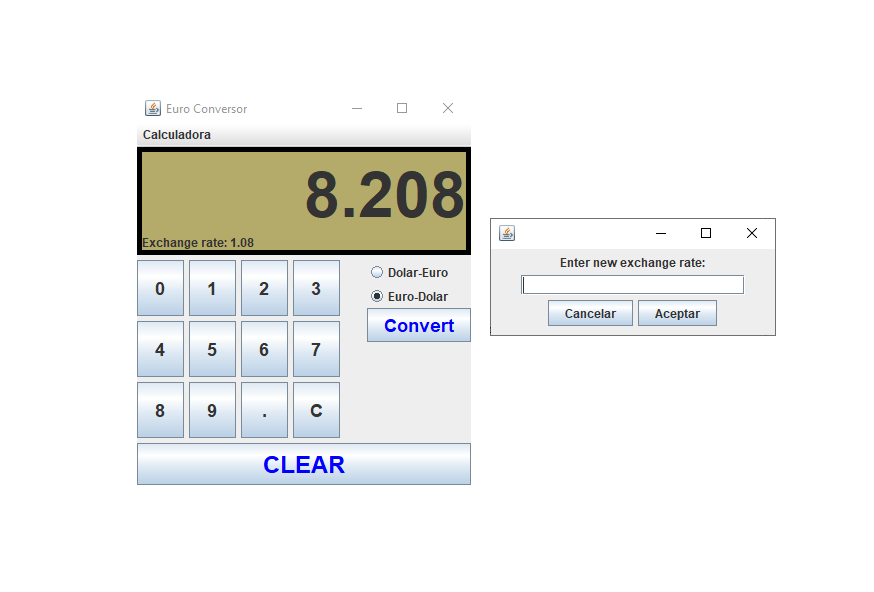 Euro Conversor
Calculadora
8.208
Exchange rate: 1.08
0 1 2 3
Dolar-Euro
Euro-Dolar
Convert
4 5 6 7
8 9 . C
CLEAR
Enter new exchange rate:
Cancelar Aceptar